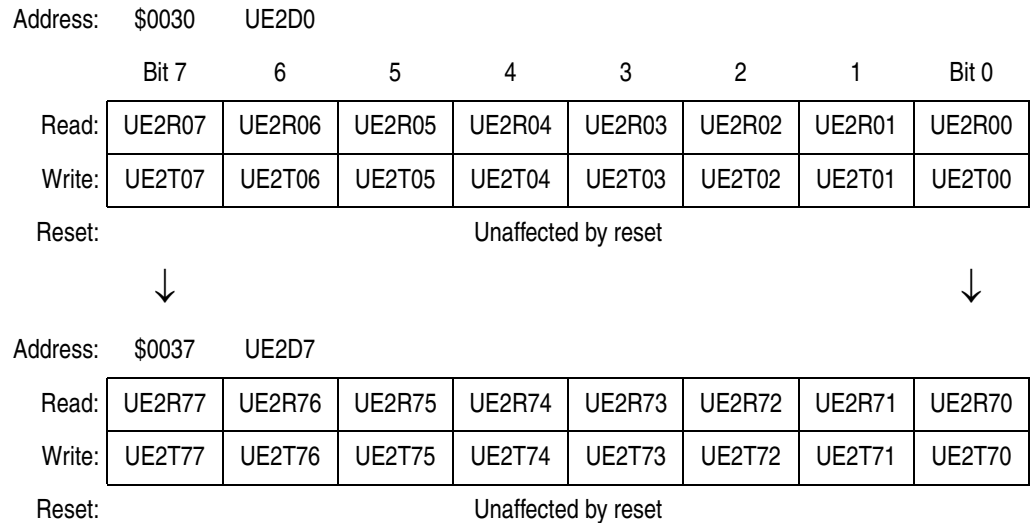 Address: $0030 UE2D0
Bit 7 6 5 4 3 2 1 Bit 0
Read: UE2R07 UE2R06 UE2R05 UE2R04 UE2R03 UE2R02 UE2R01 UE2R00
Write: UE2T07 UE2T06 UE2T05 UE2T04 UE2T03 UE2T02 UE2T01 UE2T00
Reset: Unaffected by reset
↓ ↓
Address: $0037 UE2D7
Read: UE2R77 UE2R76 UE2R75 UE2R74 UE2R73 UE2R72 UE2R71 UE2R70
Write: UE2T77 UE2T76 UE2T75 UE2T74 UE2T73 UE2T72 UE2T71 UE2T70
Reset: Unaffected by reset